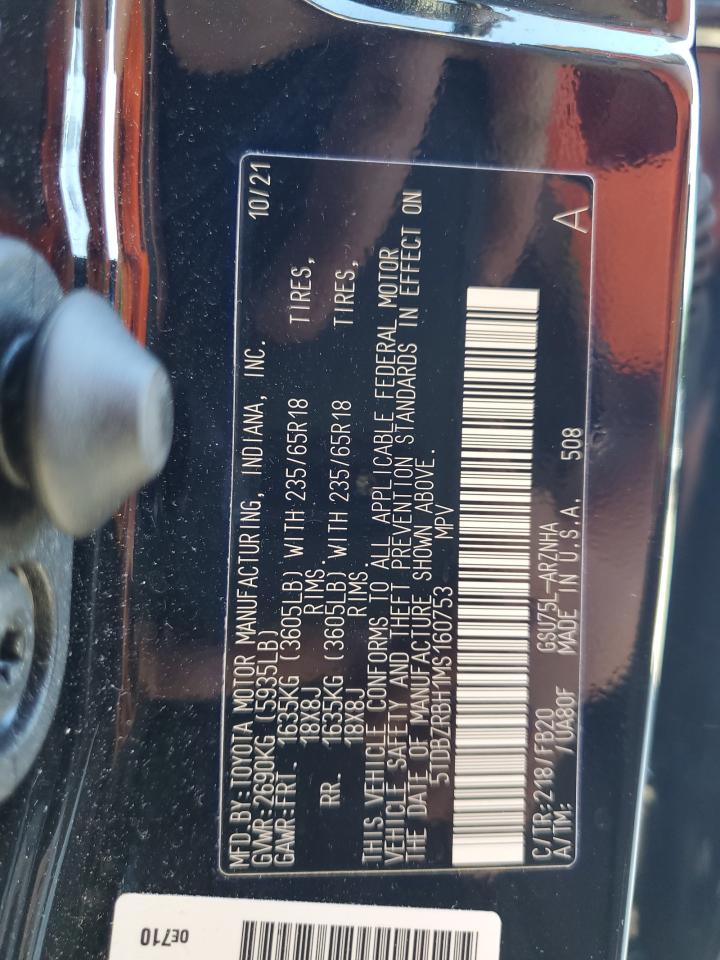 MFD.BY:TOYOTA MOTOR MANUFACTURING, INDIANA, INC. 10/21
GVWR:2690KG (5935LB)
GAWR:FRT. 1635KG (3605LB) WITH 235/65R18 TIRES,
18X8J RIMS.
RR. 1635KG (3605LB) WITH 235/65R18 TIRES,
18X8J RIMS.
THIS VEHICLE CONFORMS TO ALL APPLICABLE FEDERAL MOTOR
VEHICLE SAFETY AND THEFT PREVENTION STANDARDS IN EFFECT ON
THE DATE OF MANUFACTURE SHOWN ABOVE.
5TDBZRBH1MS160753 MPV
C/TR:218/FB20 GSU75L-ARZNHA
A/TM: /UA80F MADE IN U.S.A. 508 A
0E710